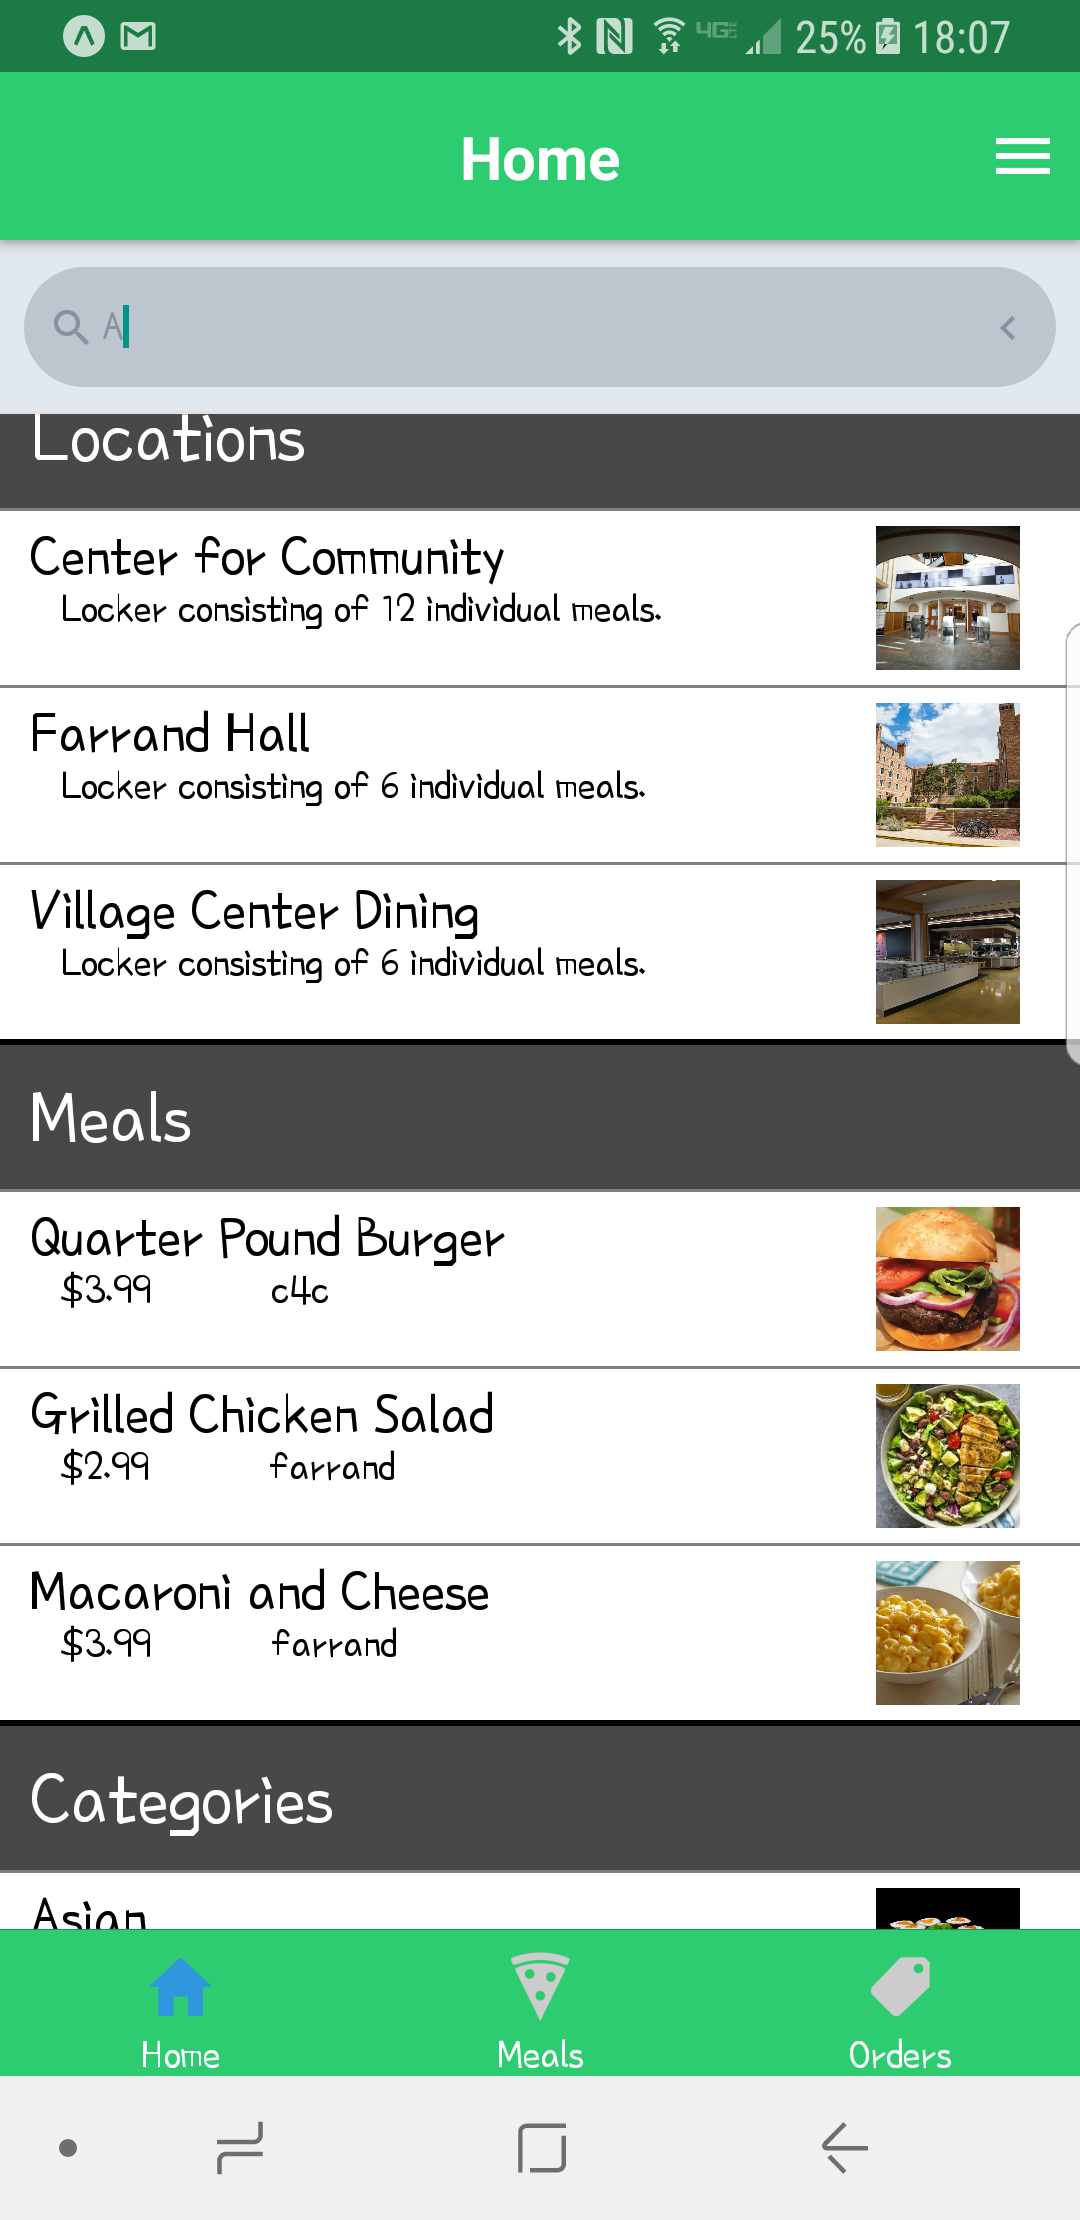 4G
25% 18:07
Home
A
Locations
Center for Community
Locker consisting of 12 individual meals.
Farrand Hall
Locker consisting of 6 individual meals.
Village Center Dining
Locker consisting of 6 individual meals.
Meals
Quarter Pound Burger
$3.99 c4c
Grilled Chicken Salad
$2.99 farrand
Macaroni and Cheese
$3.99 farrand
Categories
Asian
Home Meals Orders